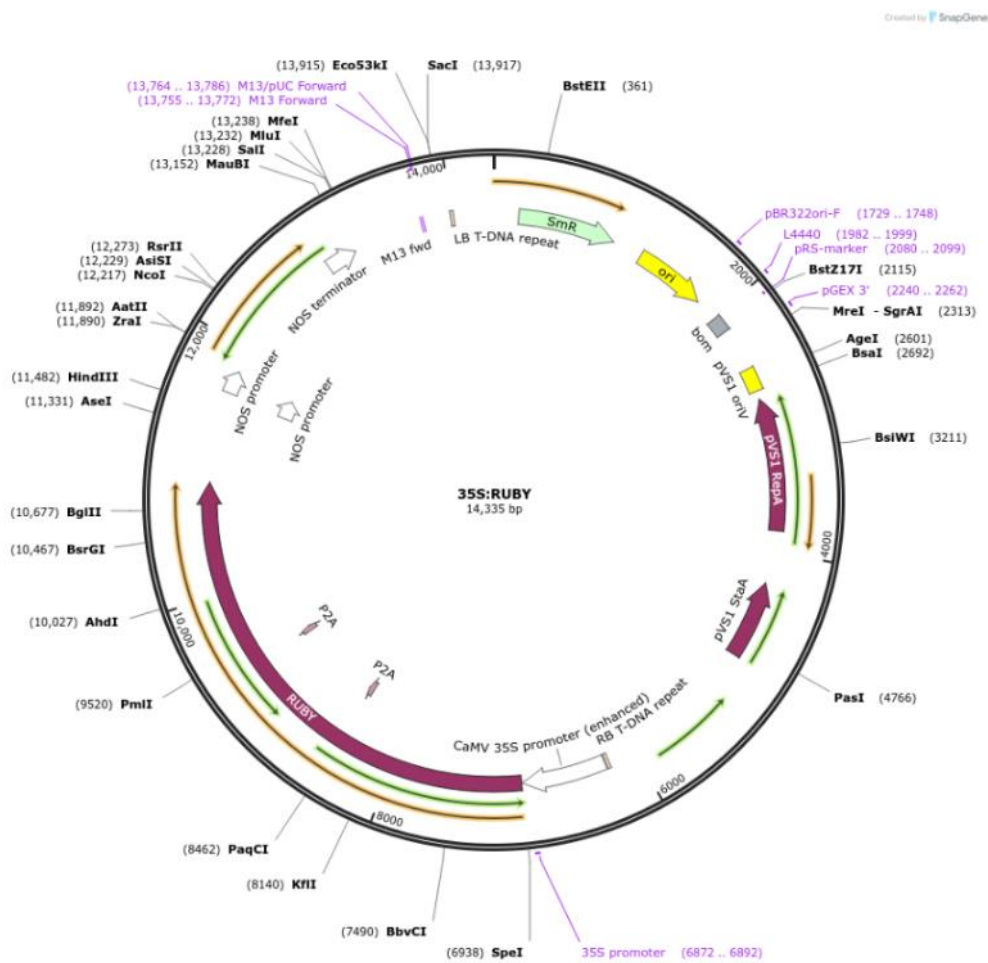 Created by SnapGene
(13,915) Eco53kI
SacI (13,917)
(13,764 .. 13,786) M13/pUC Forward
(13,755 .. 13,772) M13 Forward
BstEII (361)
(13,238) MfeI
(13,232) MluI
(13,228) SalI
(13,152) MauBI
14,000
SmR
pBR322ori-F (1729 .. 1748)
L4440 (1982 .. 1999)
pRS-marker (2080 .. 2099)
BstZ17I (2115)
pGEX 3' (2240 .. 2262)
MreI - SgrAI (2313)
2000
M13 fwd
LB T-DNA repeat
ori
(12,273) RsrII
(12,229) AsiSI
(12,217) NcoI
NOS terminator
bom
AgeI (2601)
BsaI (2692)
(11,892) AatII
(11,890) ZraI
12,000
pVS1 oriV
(11,482) HindIII
(11,331) AseI
NOS promoter
NOS promoter
BsiWI (3211)
pVS1 RepA
35S:RUBY
14,335 bp
(10,677) BglII
(10,467) BsrGI
4000
(10,027) AhdI
10,000
P2A
P2A
pVS1 StaA
(9520) PmlI
RUBY
PasI (4766)
CaMV 35S promoter (enhanced)
RB T-DNA repeat
6000
8000
(8462) PaqCI
(8140) KflI
(7490) BbvCI
(6938) SpeI
35S promoter (6872 .. 6892)